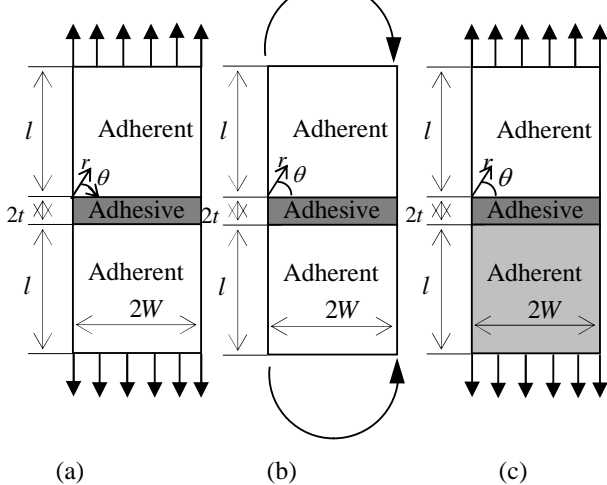 l
Adherent
r
θ
2t
Adhesive
l
Adherent
2W
l
Adherent
r
θ
2t
Adhesive
l
Adherent
2W
l
Adherent
r
θ
2t
Adhesive
l
Adherent
2W
(a)
(b)
(c)